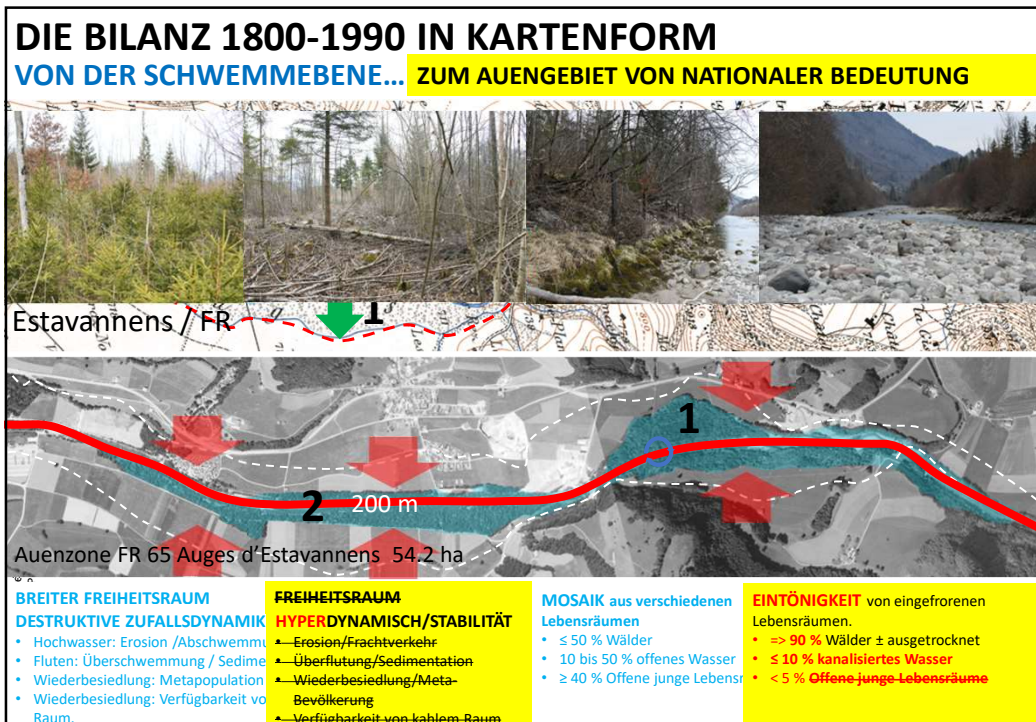 DIE BILANZ 1800-1990 IN KARTENFORM
VON DER SCHWEMMEBENE... ZUM AUENGEBIET VON NATIONALER BEDEUTUNG
Estavannens / FR
1
1
2
200 m
Auenzone FR 65 Auges d'Estavannens 54.2 ha
BREITER FREIHEITSRAUM
DESTRUKTIVE ZUFALLSDYNAMIK
• Hochwasser: Erosion /Abschwemmu
• Fluten: Überschwemmung / Sedime
• Wiederbesiedlung: Metapopulation
• Wiederbesiedlung: Verfügbarkeit vo
Raum.
FREIHEITSRAUM
HYPERDYNAMISCH/STABILITÄT
• Erosion/Frachtverkehr
• Überflutung/Sedimentation
• Wiederbesiedlung/Meta-
Bevölkerung
• Verfügbarkeit von kahlem Raum
MOSAIK aus verschiedenen
Lebensräumen
• ≤ 50 % Wälder
• 10 bis 50 % offenes Wasser
• ≥ 40 % Offene junge Lebensr
EINTÖNIGKEIT von eingefrorenen
Lebensräumen.
• => 90 % Wälder ± ausgetrocknet
• ≤ 10 % kanalisiertes Wasser
• < 5 % Offene junge Lebensräume